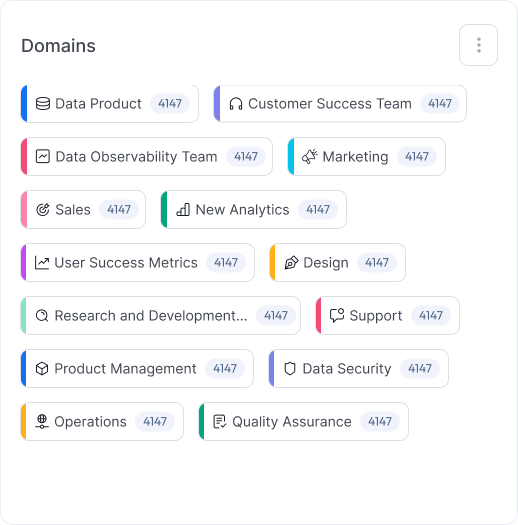 Domains
Data Product 4147 Customer Success Team 4147
Data Observability Team 4147 Marketing 4147
Sales 4147 New Analytics 4147
User Success Metrics 4147 Design 4147
Research and Development... 4147 Support 4147
Product Management 4147 Data Security 4147
Operations 4147 Quality Assurance 4147